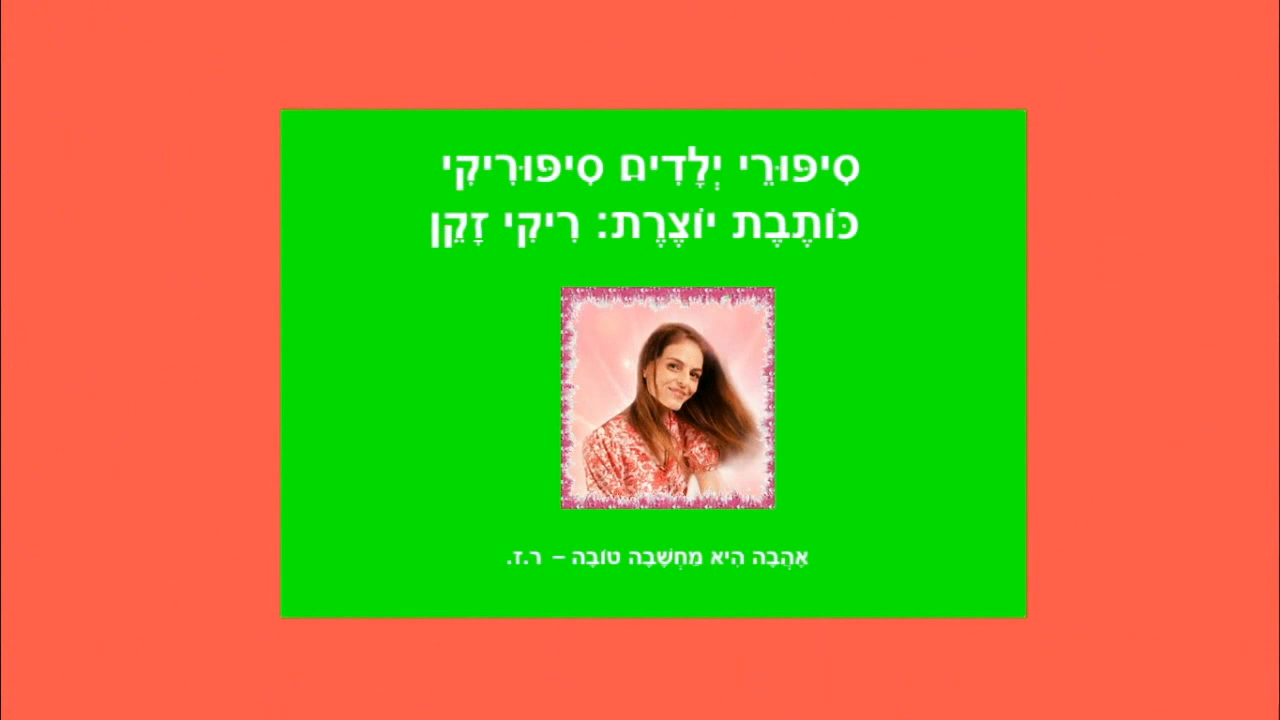 סִיפּוּרֵי יְלָדִים סִיפּוּרִיקִי
כּוֹתֶבֶת יוֹצֶרֶת: רִיקִי זָקֵן
אַהֲבָה הִיא מַחְשָׁבָה טוֹבָה – ר.ז.